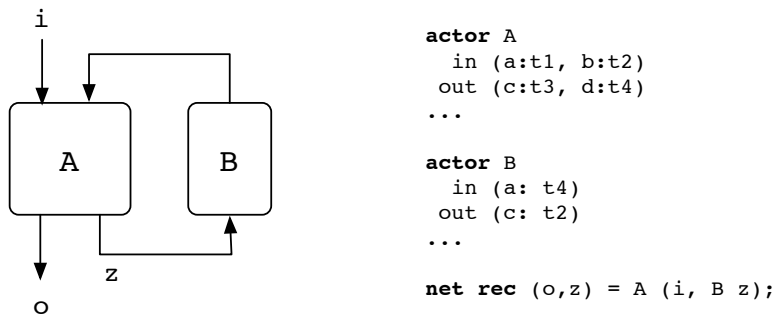 i
A
B
z
o
actor A
in (a:t1, b:t2)
out (c:t3, d:t4)
...
actor B
in (a: t4)
out (c: t2)
...
net rec (o,z) = A (i, B z);